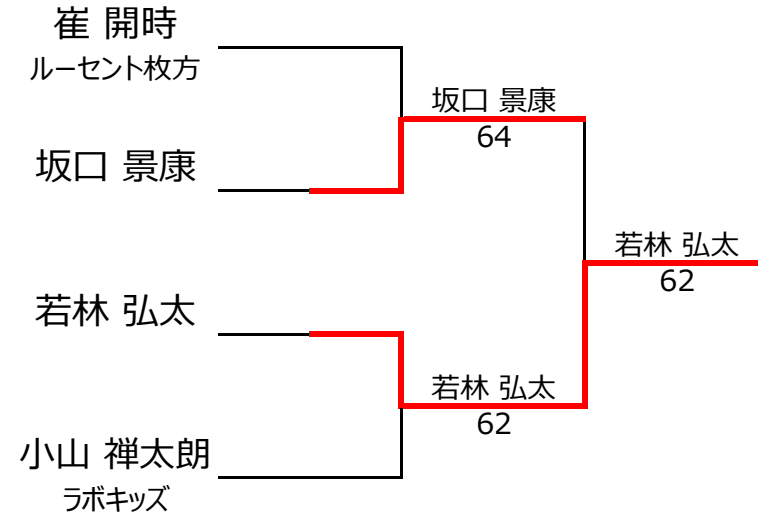 崔 開時
ルーセント枚方
坂口 景康
64
坂口 景康
若林 弘太
62
若林 弘太
若林 弘太
62
小山 禅太朗
ラボキッズ